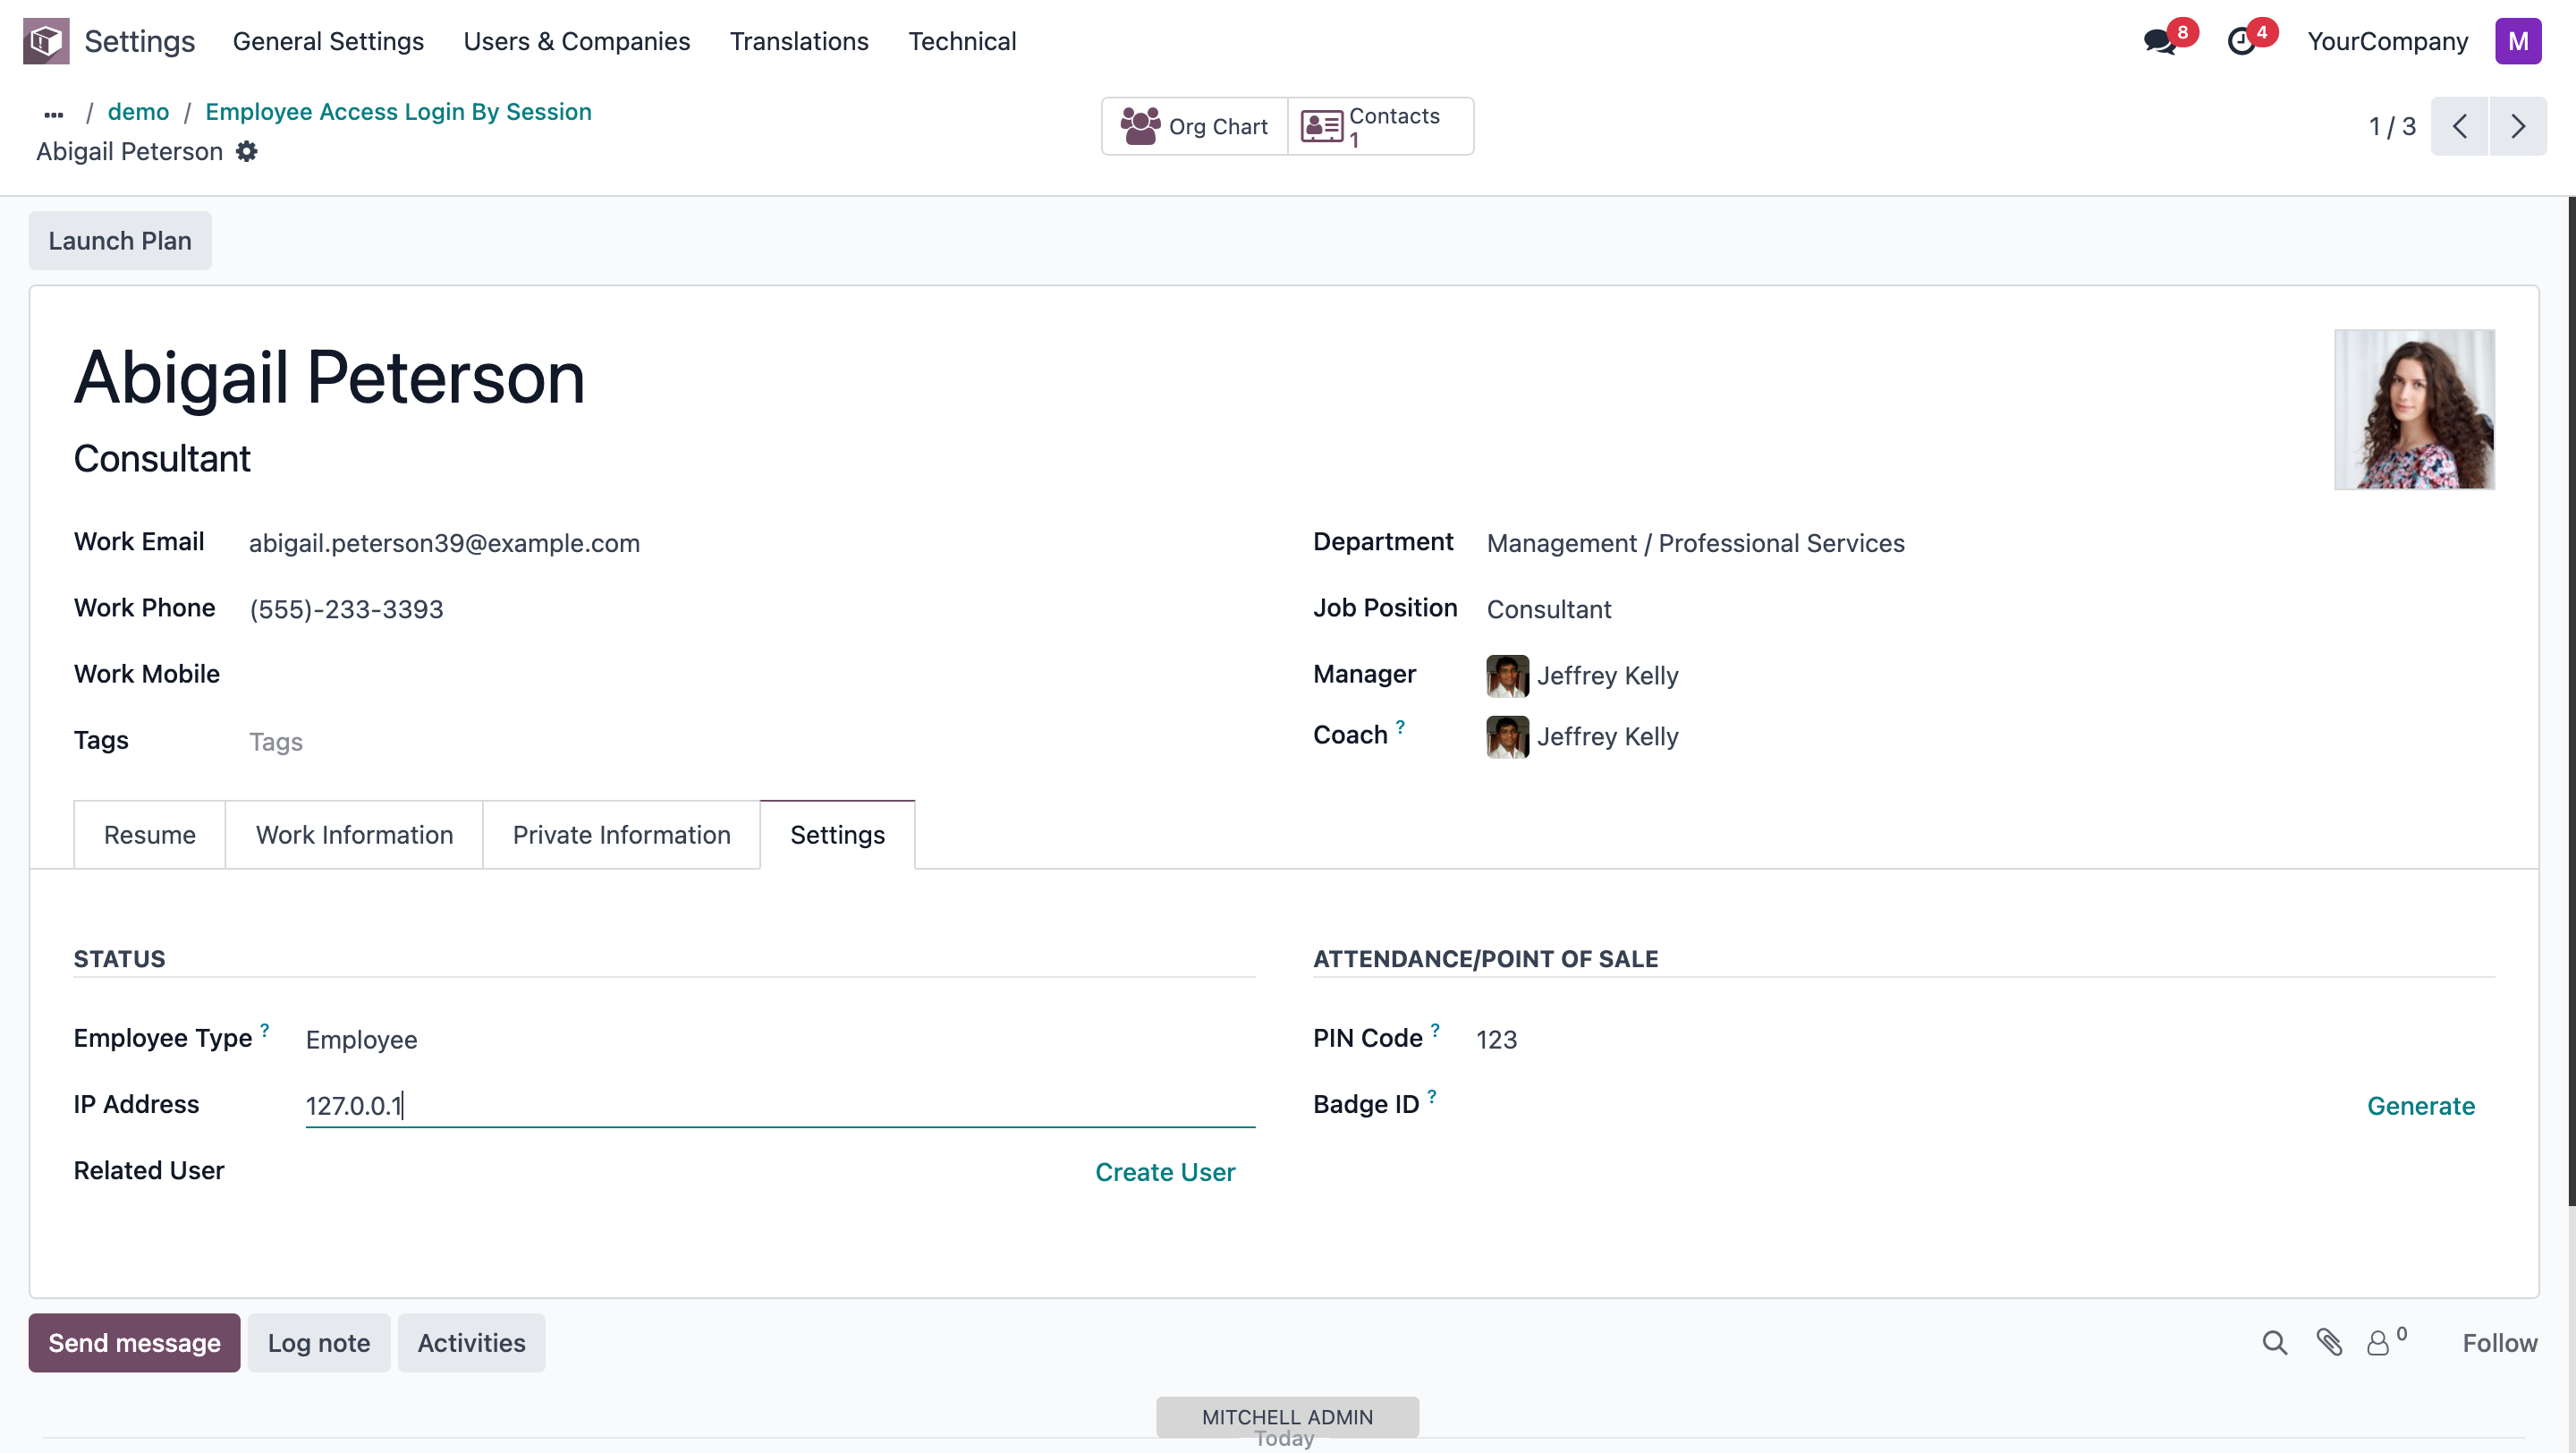 Settings General Settings Users & Companies Translations Technical 8 4 YourCompany M
... / demo / Employee Access Login By Session
Abigail Peterson
Org Chart
Contacts
1
1 / 3
Launch Plan
Abigail Peterson
Consultant
Work Email abigail.peterson39@example.com
Work Phone (555)-233-3393
Work Mobile
Tags Tags
Department Management / Professional Services
Job Position Consultant
Manager Jeffrey Kelly
Coach ? Jeffrey Kelly
Resume Work Information Private Information Settings
STATUS
Employee Type ? Employee
IP Address 127.0.0.1
Related User Create User
ATTENDANCE/POINT OF SALE
PIN Code ? 123
Badge ID ? Generate
Send message Log note Activities 0 Follow
MITCHELL ADMIN
Today